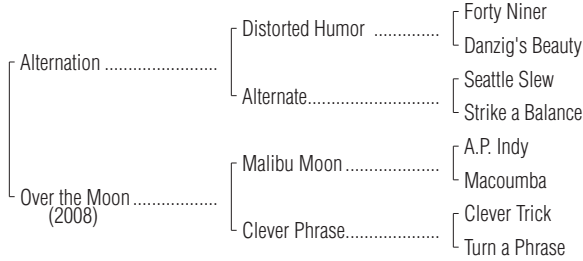 Forty Niner
Distorted Humor ..............
Danzig's Beauty
Alternation ........................
Seattle Slew
Alternate............................
Strike a Balance
A.P. Indy
Malibu Moon ....................
Macoumba
Over the Moon ..................
(2008)
Clever Trick
Clever Phrase....................
Turn a Phrase